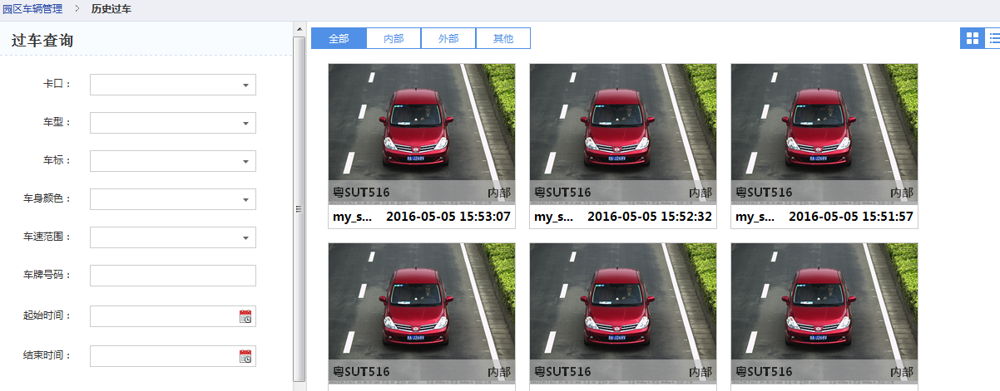 园区车辆管理 > 历史过车
过车查询
卡口：
车型：
车标：
车身颜色：
车速范围：
车牌号码：
起始时间：
结束时间：
全部 内部 外部 其他
粤SUT516 内部
my_s... 2016-05-05 15:53:07
粤SUT516 内部
my_s... 2016-05-05 15:52:32
粤SUT516 内部
my_s... 2016-05-05 15:51:57
粤SUT516 内部
粤SUT516 内部
粤SUT516 内部